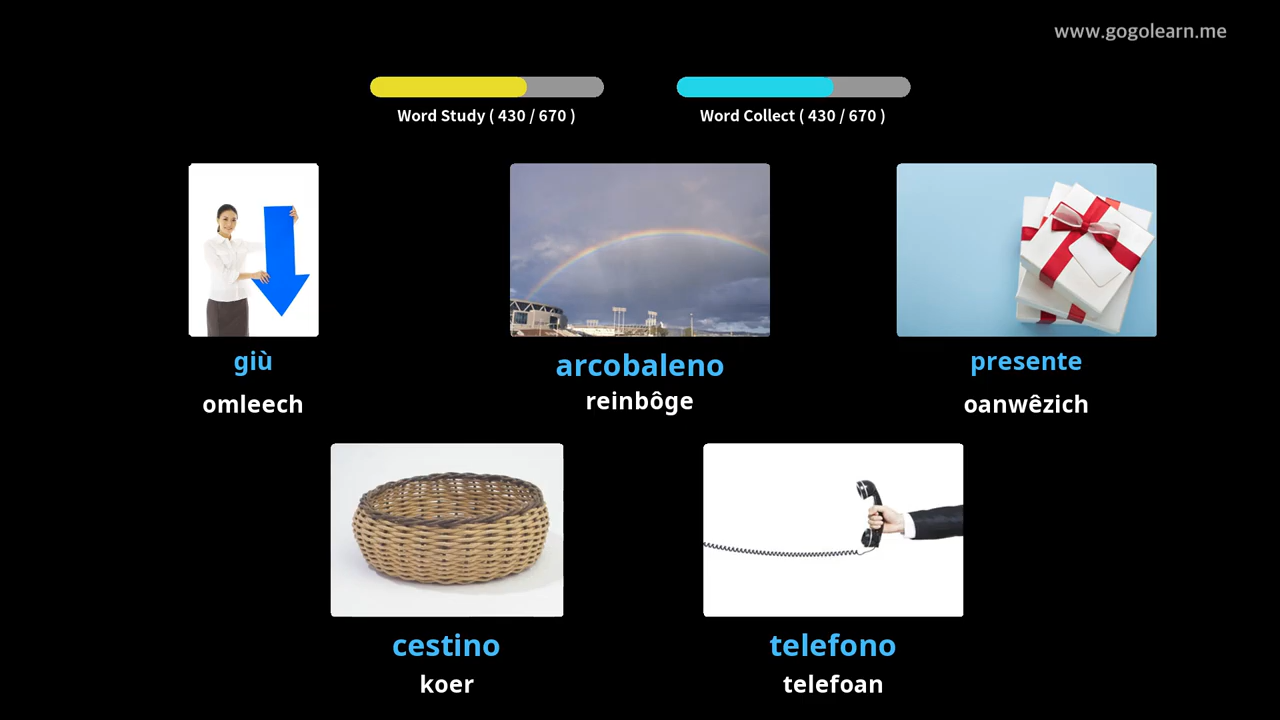 www.gogolearn.me
Word Study ( 430 / 670 )
Word Collect ( 430 / 670 )
giù
arcobaleno
presente
omleech
reinbôge
oanwêzich
cestino
telefono
koer
telefoan